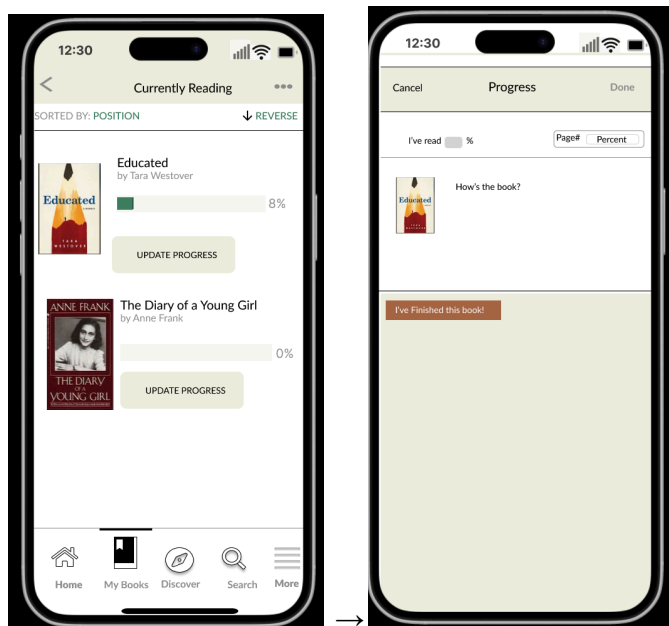 12:30
Currently Reading
SORTED BY: POSITION
REVERSE
Educated
by Tara Westover
Educated
TARA
WESTOVER
8%
UPDATE PROGRESS
The Diary of a Young Girl
by Anne Frank
ANNE FRANK
THE DIARY
OF A
YOUNG GIRL
0%
UPDATE PROGRESS
Home
My Books
Discover
Search
More
→
12:30
Cancel
Progress
Done
I've read %
Page#
Percent
How's the book?
Educated
TARA
WESTOVER
I've Finished this book!